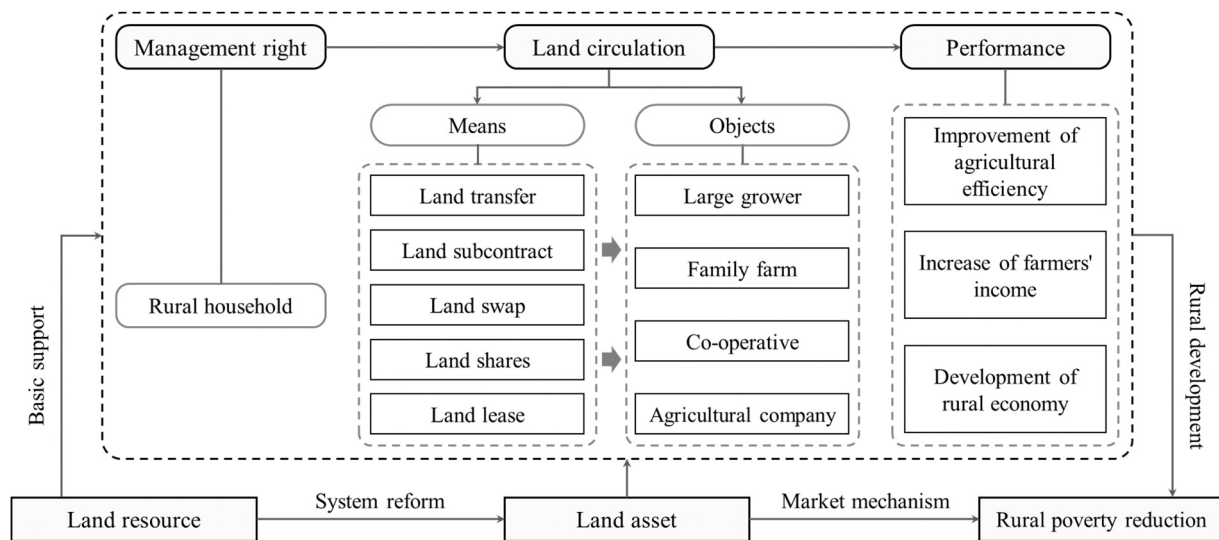 Management right
Land circulation
Performance
Means
Objects
Rural household
Land transfer
Land subcontract
Land swap
Land shares
Land lease
Large grower
Family farm
Co-operative
Agricultural company
Improvement of
agricultural
efficiency
Increase of farmers'
income
Development of
rural economy
Basic support
Rural development
Land resource
System reform
Land asset
Market mechanism
Rural poverty reduction